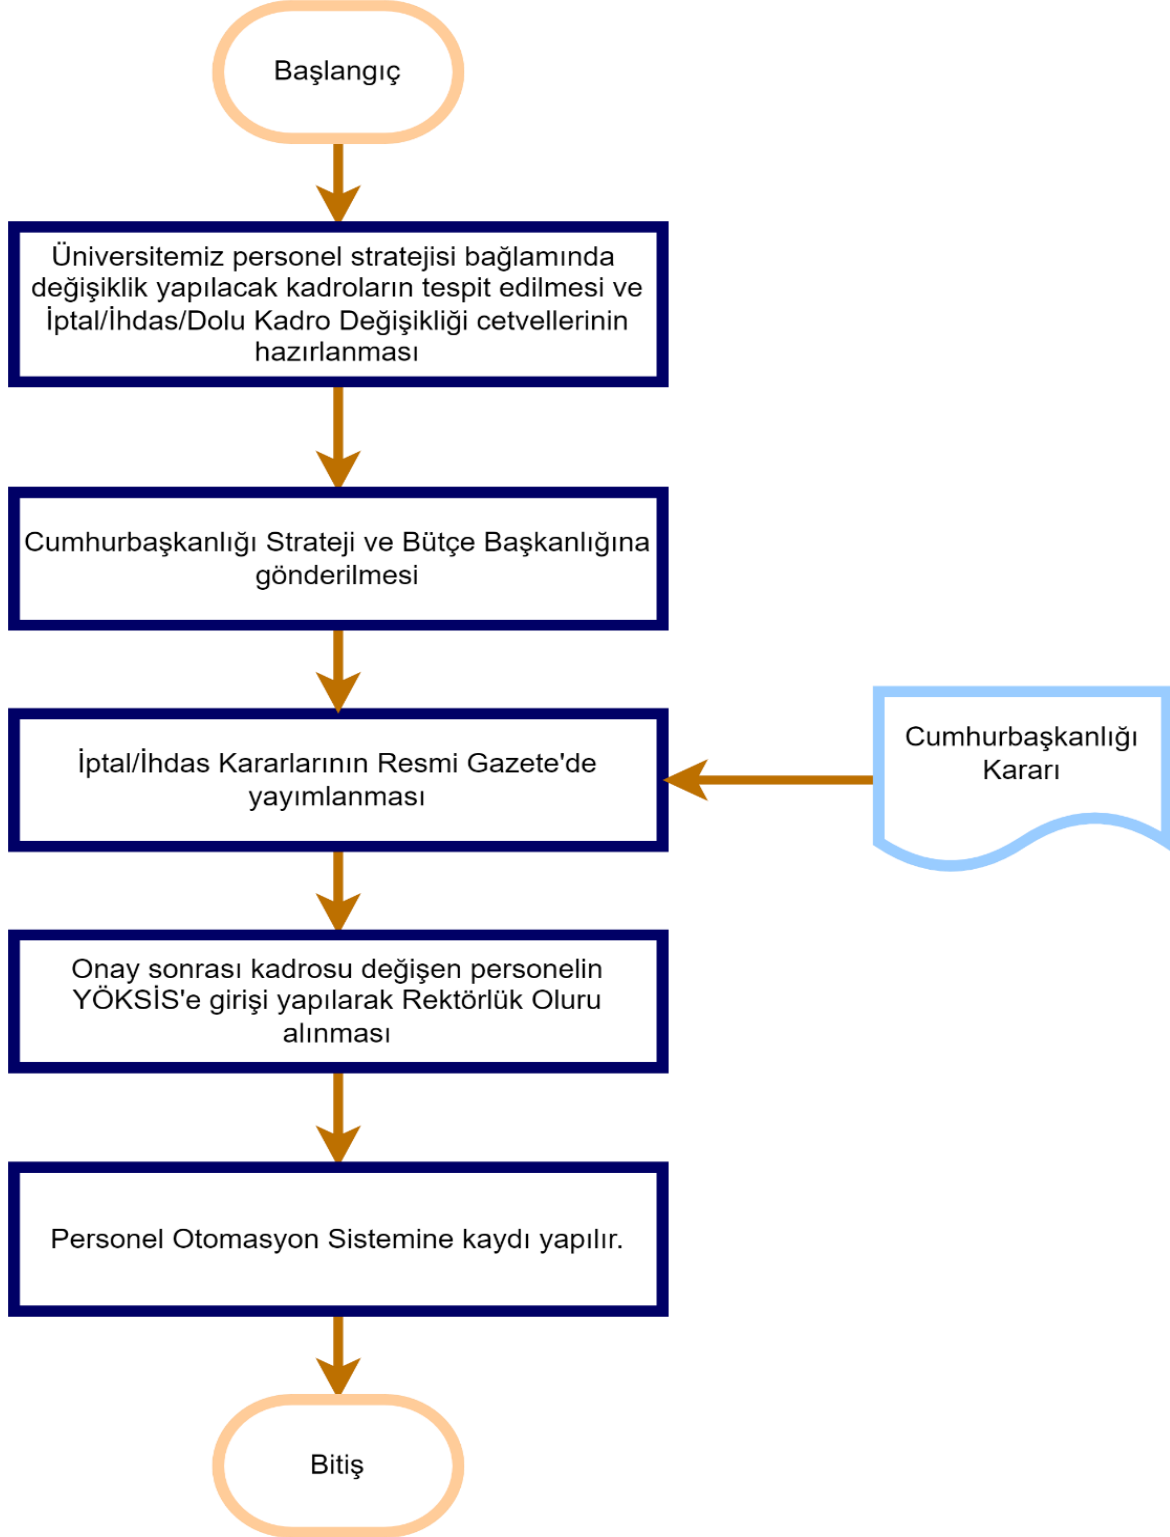 Başlangıç
Üniversitemiz personel stratejisi bağlamında
değişiklik yapılacak kadroların tespit edilmesi ve
İptal/İhdas/Dolu Kadro Değişikliği cetvellerinin
hazırlanması
Cumhurbaşkanlığı Strateji ve Bütçe Başkanlığına
gönderilmesi
İptal/İhdas Kararlarının Resmi Gazete'de
yayımlanması
Cumhurbaşkanlığı
Kararı
Onay sonrası kadrosu değişen personelin
YÖKSİS'e girişi yapılarak Rektörlük Oluru
alınması
Personel Otomasyon Sistemine kaydı yapılır.
Bitiş